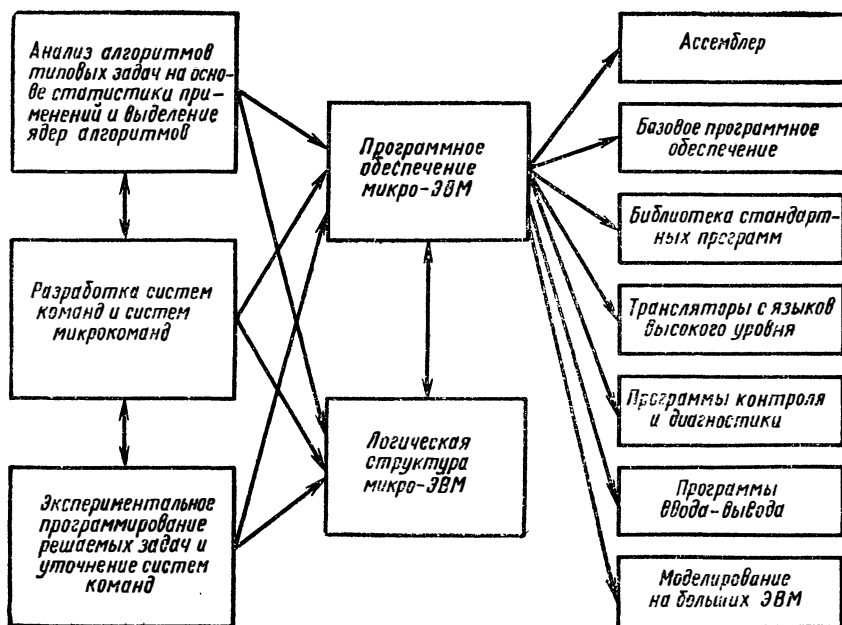 Анализ алгоритмов
типовых задач на осно-
ве статистики при-
менений и выделение
ядер алгоритмов
Разработка систем
команд и систем
микрокоманд
Экспериментальное
программирование
решаемых задач и
уточнение систем
команд
Программное
обеспечение
микро-ЭВМ
Логическая
структура
микро-ЭВМ
Ассемблер
Базовое программное
обеспечение
Библиотека стандарт-
ных программ
Трансляторы с языков
высокого уровня
Программы контроля
и диагностики
Программы
ввода-вывода
Моделирование
на больших ЭВМ